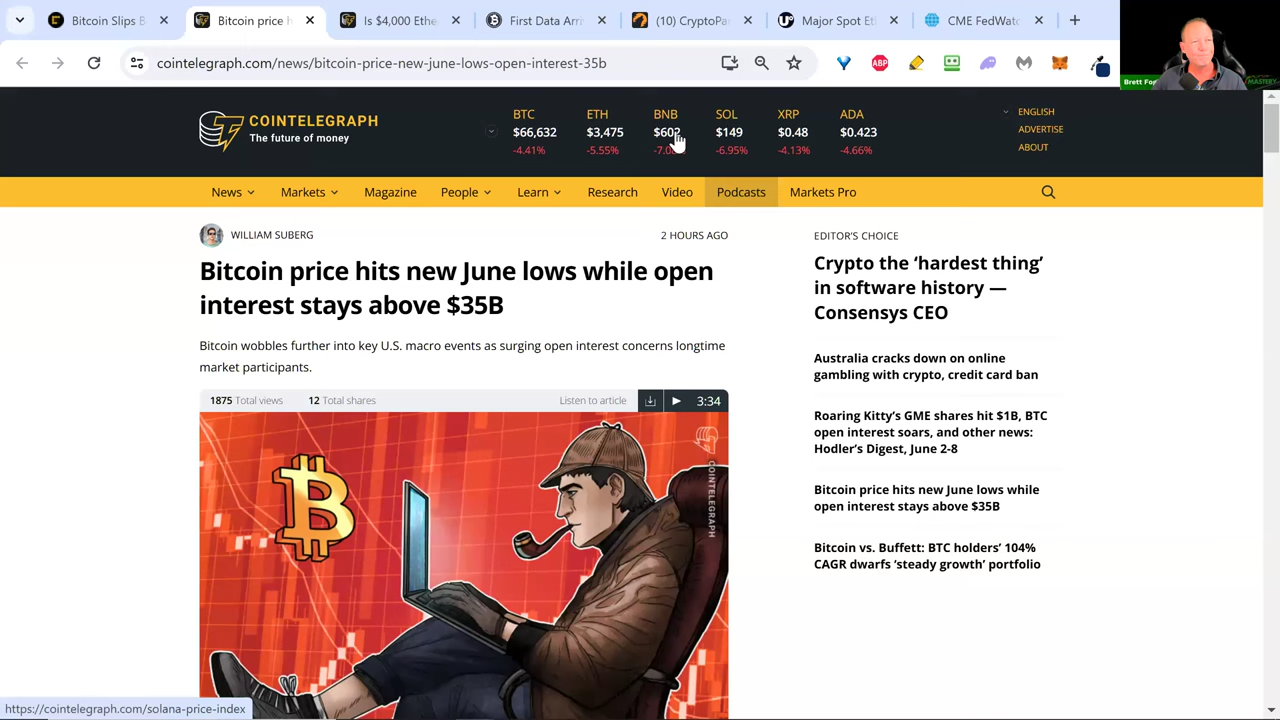 Bitcoin Slips B
Bitcoin price h
Is $4,000 Ethe
First Data Arri
(10) CryptoPan
Major Spot Et
CME FedWatc
cointelegraph.com/news/bitcoin-price-new-june-lows-open-interest-35b
ABP
Brett Fog
MASTERY
COINTELEGRAPH
The future of money
BTC ETH BNB SOL XRP ADA
$66,632 $3,475 $602 $149 $0.48 $0.423
-4.41% -5.55% -6.95% -4.13% -4.66%
ENGLISH
ADVERTISE
ABOUT
News Markets Magazine People Learn Research Video Podcasts Markets Pro
WILLIAM SUBERG
2 HOURS AGO
Bitcoin price hits new June lows while open
interest stays above $35B
Bitcoin wobbles further into key U.S. macro events as surging open interest concerns longtime
market participants.
1875 Total views 12 Total shares Listen to article 3:34
COINTELEGRAPH
EDITOR’S CHOICE
Crypto the ‘hardest thing’
in software history —
Consensys CEO
Australia cracks down on online
gambling with crypto, credit card ban
Roaring Kitty’s GME shares hit $1B, BTC
open interest soars, and other news:
Hodler’s Digest, June 2-8
Bitcoin price hits new June lows while
open interest stays above $35B
Bitcoin vs. Buffett: BTC holders’ 104%
CAGR dwarfs ‘steady growth’ portfolio
https://cointelegraph.com/solana-price-index